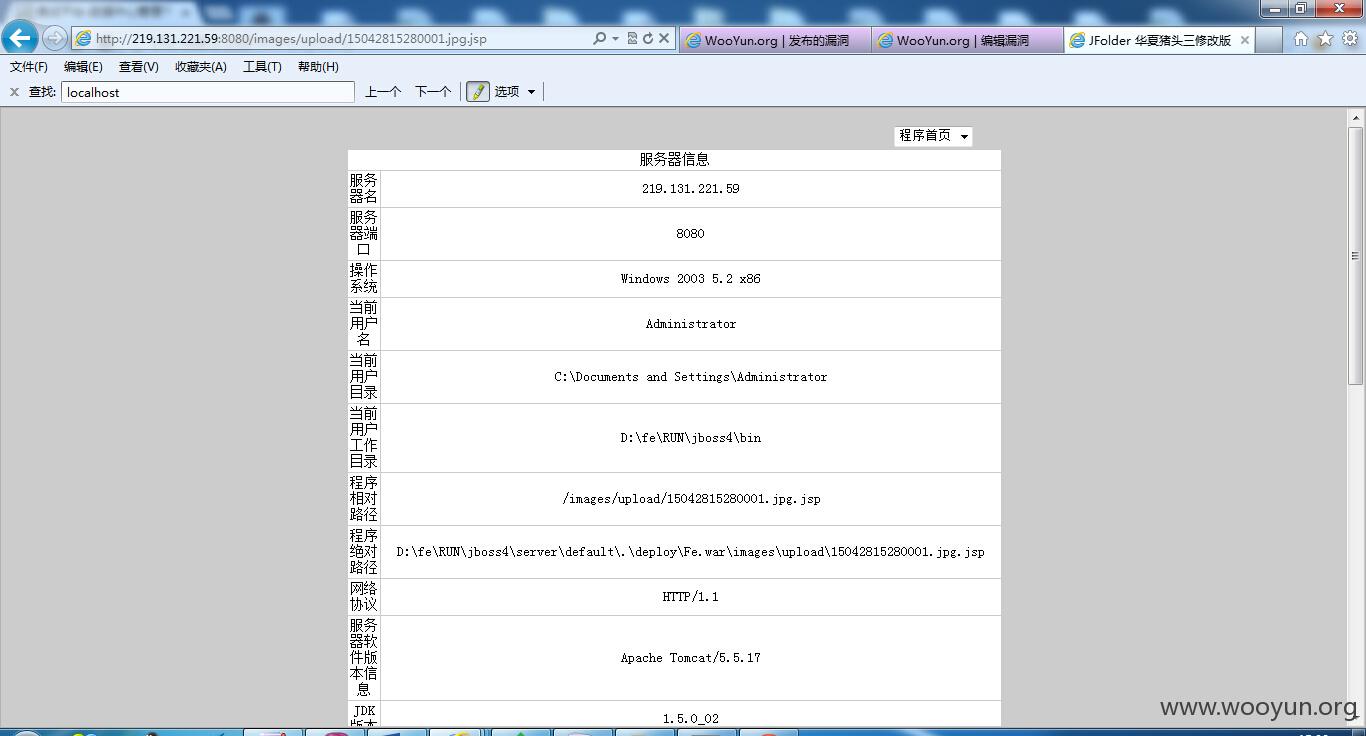 http://219.131.221.59:8080/images/upload/15042815280001.jpg.jsp
WooYun.org | 发布的漏洞
WooYun.org | 编辑漏洞
JFolder 华夏猪头三修改版
文件(F) 编辑(E) 查看(V) 收藏夹(A) 工具(T) 帮助(H)
查找: localhost 上一个 下一个 选项
程序首页
服务器信息
服务
器名
219.131.221.59
服务
器端
口
8080
操作
系统
Windows 2003 5.2 x86
当前
用户
名
Administrator
当前
用户
目录
C:\Documents and Settings\Administrator
当前
用户
工作
目录
D:\fe\RUN\jboss4\bin
程序
相对
路径
/images/upload/15042815280001.jpg.jsp
程序
绝对
路径
D:\fe\RUN\jboss4\server\default\.\deploy\Fe.war\images\upload\15042815280001.jpg.jsp
网络
协议
HTTP/1.1
服务
器软
件版
本信
息
Apache Tomcat/5.5.17
JDK
版本
1.5.0_02
www.wooyun.org